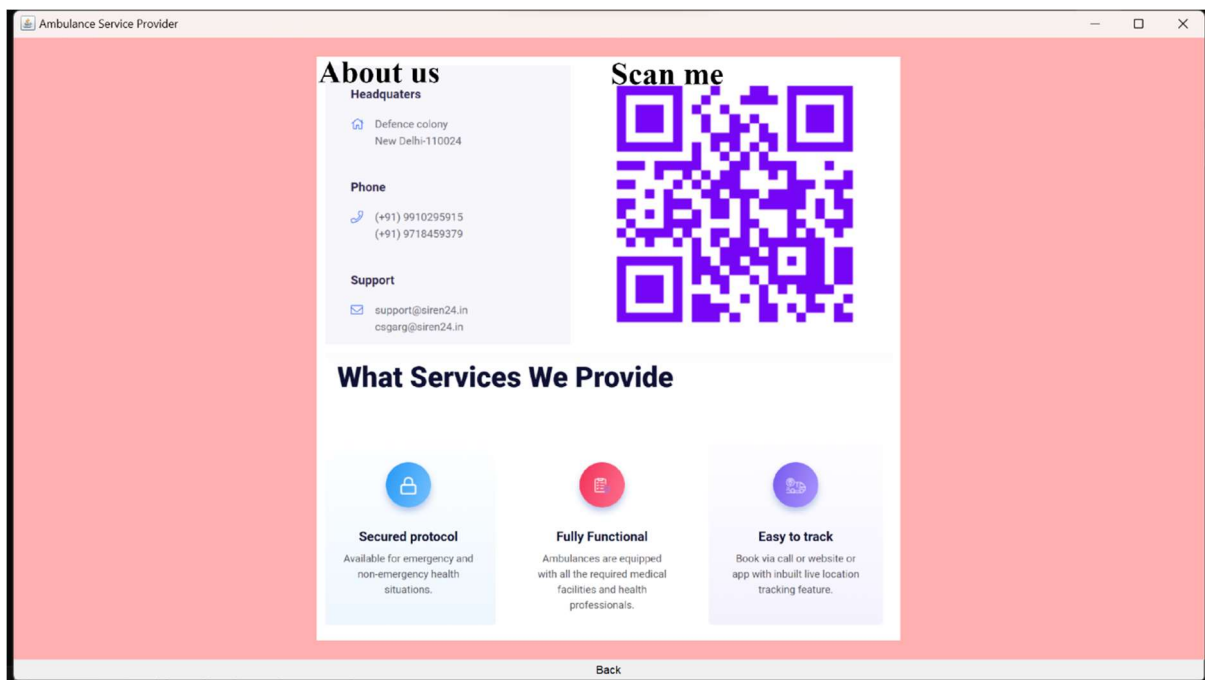 Ambulance Service Provider
About us
Headquaters
Defence colony
New Delhi-110024
Phone
(+91) 9910295915
(+91) 9718459379
Support
support@siren24.in
csgarg@siren24.in
Scan me
What Services We Provide
Secured protocol
Available for emergency and
non-emergency health
situations.
Fully Functional
Ambulances are equipped
with all the required medical
facilities and health
professionals.
Easy to track
Book via call or website or
app with inbuilt live location
tracking feature.
Back